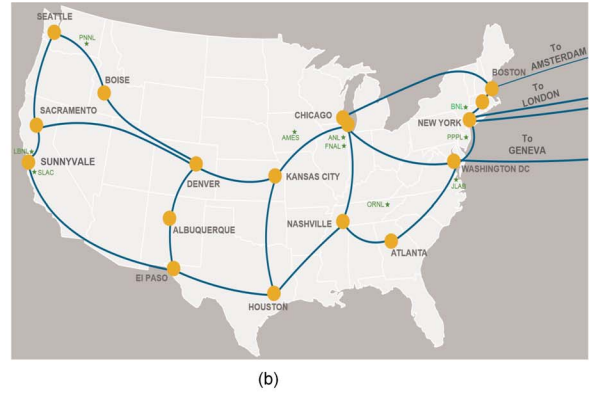 SEATTLE
PNNL
BOISE
To
AMSTERDAM
BOSTON
To
LONDON
CHICAGO
BNL
SACRAMENTO
NEW YORK
AMES
ANL
FNAL
PPPL
To
GENEVA
LBNL
SUNNYVALE
SLAC
WASHINGTON DC
DENVER
KANSAS CITY
JLAB
ORNL
NASHVILLE
ALBUQUERQUE
ATLANTA
El PASO
HOUSTON
(b)